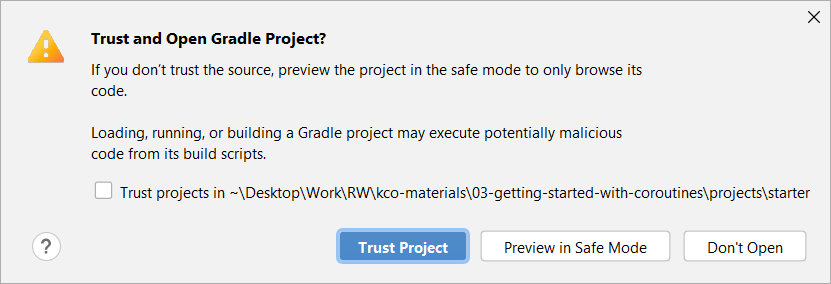 Trust and Open Gradle Project?
If you don't trust the source, preview the project in the safe mode to only browse its
code.
Loading, running, or building a Gradle project may execute potentially malicious
code from its build scripts.
Trust projects in ~\Desktop\Work\RW\kco-materials\03-getting-started-with-coroutines\projects\starter
?
Trust Project
Preview in Safe Mode
Don't Open